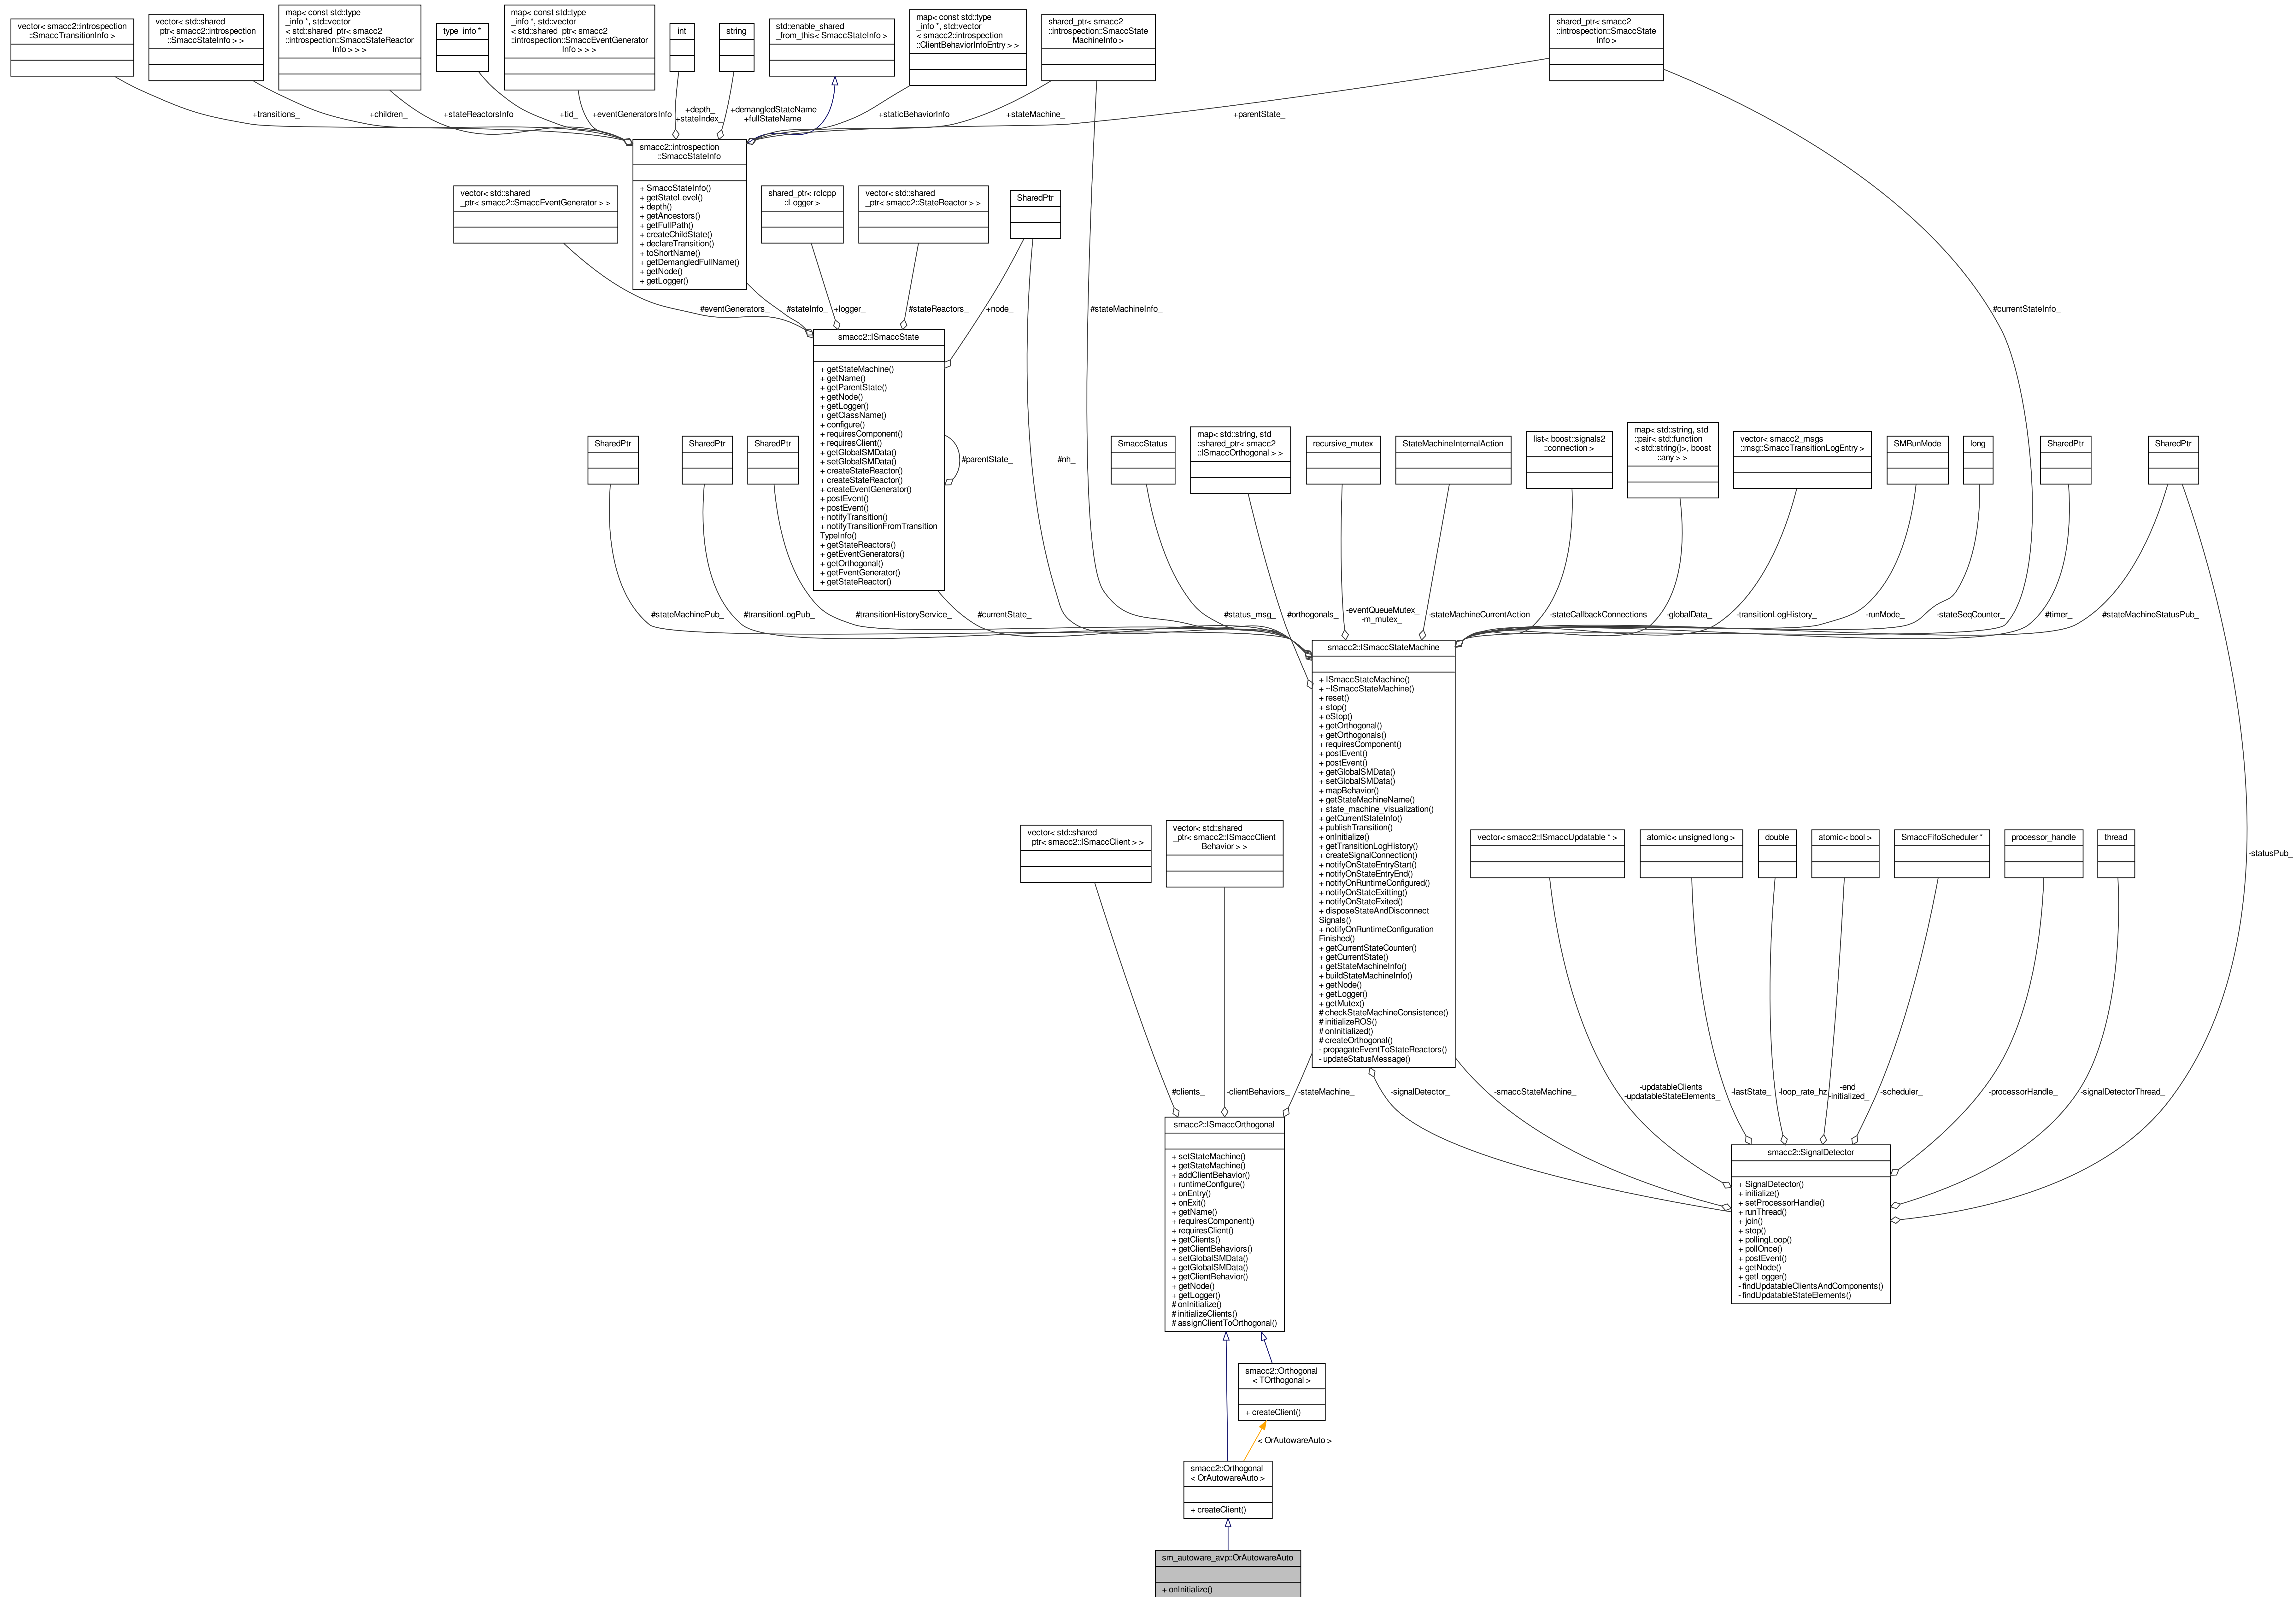 vector< smacc2::introspection
::SmaccTransitionInfo >
vector< std::shared
_ptr< smacc2::introspection
::SmaccStateInfo > >
map< const std::type
_info *, std::vector
< std::shared_ptr< smacc2
::introspection::SmaccStateReactor
Info > > >
type_info *
map< const std::type
_info *, std::vector
< std::shared_ptr< smacc2
::introspection::SmaccEventGenerator
Info > > >
int
string
std::enable_shared
_from_this< SmaccStateInfo >
map< const std::type
_info *, std::vector
< smacc2::introspection
::ClientBehaviorInfoEntry > >
shared_ptr< smacc2
::introspection::SmaccState
MachineInfo >
shared_ptr< smacc2
::introspection::SmaccState
Info >
+transitions_
+children_
+stateReactorsInfo
+tid_
+eventGeneratorsInfo
+depth_
+stateIndex_
+demangledStateName
+fullStateName
+staticBehaviorInfo
+stateMachine_
+parentState_
smacc2::introspection
::SmaccStateInfo
+ SmaccStateInfo()
+ getStateLevel()
+ depth()
+ getAncestors()
+ getFullPath()
+ createChildState()
+ declareTransition()
+ toShortName()
+ getDemangledFullName()
+ getNode()
+ getLogger()
vector< std::shared
_ptr< smacc2::SmaccEventGenerator > >
shared_ptr< rclcpp
::Logger >
vector< std::shared
_ptr< smacc2::StateReactor > >
SharedPtr
#eventGenerators_
#stateInfo_
+logger_
#stateReactors_
+node_
#stateMachineInfo_
#currentStateInfo_
smacc2::ISmaccState
+ getStateMachine()
+ getName()
+ getParentState()
+ getNode()
+ getLogger()
+ getClassName()
+ configure()
+ requiresComponent()
+ requiresClient()
+ getGlobalSMData()
+ setGlobalSMData()
+ createStateReactor()
+ createStateReactor()
+ createEventGenerator()
+ postEvent()
+ postEvent()
+ notifyTransition()
+ notifyTransitionFromTransition
TypeInfo()
+ getStateReactors()
+ getEventGenerators()
+ getOrthogonal()
+ getEventGenerator()
+ getStateReactor()
#parentState_
#nh_
SharedPtr
SharedPtr
SharedPtr
SmaccStatus
map< std::string, std
::shared_ptr< smacc2
::ISmaccOrthogonal > >
recursive_mutex
StateMachineInternalAction
list< boost::signals2
::connection >
map< std::string, std
::pair< std::function
< std::string()>, boost
::any > >
vector< smacc2_msgs
::msg::SmaccTransitionLogEntry >
SMRunMode
long
SharedPtr
SharedPtr
#stateMachinePub_
#transitionLogPub_
#transitionHistoryService_
#currentState_
#status_msg_
#orthogonals_
-eventQueueMutex_
-m_mutex_
-stateMachineCurrentAction
-stateCallbackConnections
-globalData_
-transitionLogHistory_
-runMode_
-stateSeqCounter_
#timer_
#stateMachineStatusPub_
smacc2::ISmaccStateMachine
+ ISmaccStateMachine()
+ ~ISmaccStateMachine()
+ reset()
+ stop()
+ eStop()
+ getOrthogonal()
+ getOrthogonals()
+ requiresComponent()
+ postEvent()
+ postEvent()
+ getGlobalSMData()
+ setGlobalSMData()
+ mapBehavior()
+ getStateMachineName()
+ state_machine_visualization()
+ getCurrentStateInfo()
+ publishTransition()
+ onInitialize()
+ getTransitionLogHistory()
+ createSignalConnection()
+ notifyOnStateEntryStart()
+ notifyOnStateEntryEnd()
+ notifyOnRuntimeConfigured()
+ notifyOnStateExitting()
+ notifyOnStateExited()
+ disposeStateAndDisconnect
Signals()
+ notifyOnRuntimeConfiguration
Finished()
+ getCurrentStateCounter()
+ getCurrentState()
+ getStateMachineInfo()
+ buildStateMachineInfo()
+ getNode()
+ getLogger()
+ getMutex()
# checkStateMachineConsistence()
# initializeROS()
# onInitialized()
# createOrthogonal()
- propagateEventToStateReactors()
- updateStatusMessage()
vector< std::shared
_ptr< smacc2::ISmaccClient > >
vector< std::shared
_ptr< smacc2::ISmaccClient
Behavior > >
vector< smacc2::ISmaccUpdatable * >
atomic< unsigned long >
double
atomic< bool >
SmaccFifoScheduler *
processor_handle
thread
-statusPub_
#clients_
-clientBehaviors_
-stateMachine_
-signalDetector_
-smaccStateMachine_
-updatableClients_
-updatableStateElements_
-lastState_
-loop_rate_hz
-end_
-initialized_
-scheduler_
-processorHandle_
-signalDetectorThread_
smacc2::ISmaccOrthogonal
+ setStateMachine()
+ getStateMachine()
+ addClientBehavior()
+ runtimeConfigure()
+ onEntry()
+ onExit()
+ getName()
+ requiresComponent()
+ requiresClient()
+ getClients()
+ getClientBehaviors()
+ setGlobalSMData()
+ getGlobalSMData()
+ getClientBehavior()
+ getNode()
+ getLogger()
# onInitialize()
# initializeClients()
# assignClientToOrthogonal()
smacc2::SignalDetector
+ SignalDetector()
+ initialize()
+ setProcessorHandle()
+ runThread()
+ join()
+ stop()
+ pollingLoop()
+ pollOnce()
+ postEvent()
+ getNode()
+ getLogger()
- findUpdatableClientsAndComponents()
- findUpdatableStateElements()
smacc2::Orthogonal
< TOrthogonal >
+ createClient()
< OrAutowareAuto >
smacc2::Orthogonal
< OrAutowareAuto >
+ createClient()
sm_autoware_avp::OrAutowareAuto
+ onInitialize()